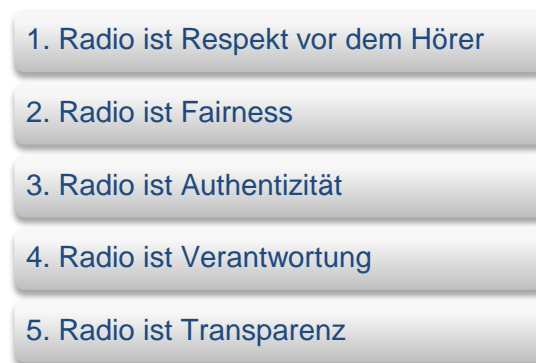 1. Radio ist Respekt vor dem Hörer
2. Radio ist Fairness
3. Radio ist Authentizität
4. Radio ist Verantwortung
5. Radio ist Transparenz